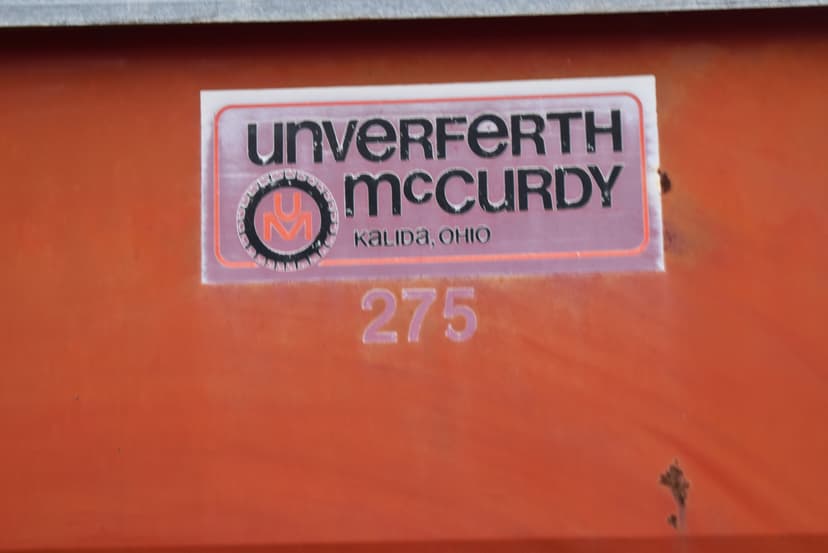 unverferth
mcCURDY
UM
KALIDA, OHIO
275